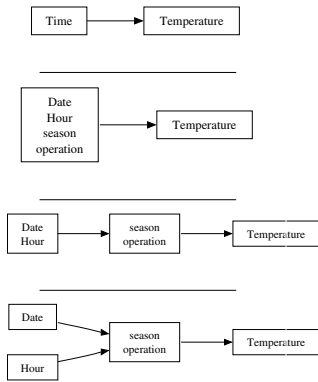 Time
Temperature
Date
Hour
season
operation
Temperature
Date
Hour
season
operation
Temperature
Date
Hour
season
operation
Temperature